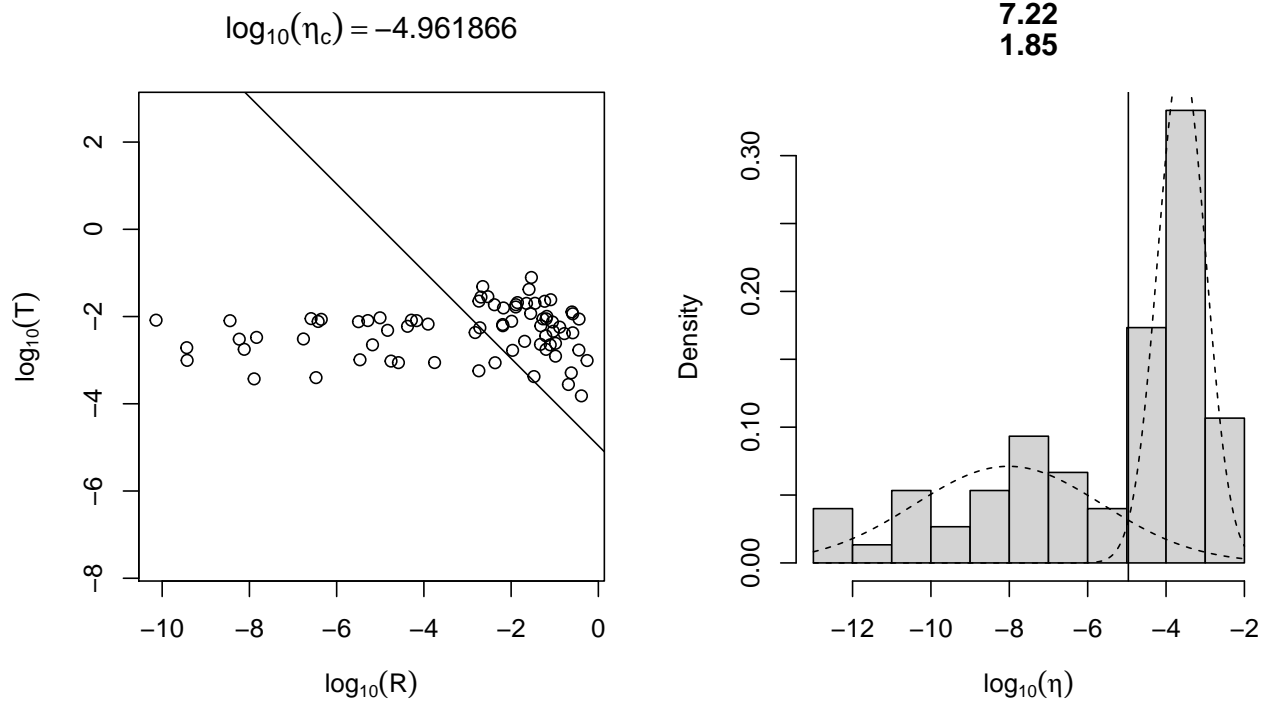 log₁₀(η_c) = −4.961866
2
0
−2
−4
−6
−8
log₁₀(T)
−10 −8 −6 −4 −2 0
log₁₀(R)
7.22
1.85
0.30
0.20
0.10
0.00
Density
−12 −10 −8 −6 −4 −2
log₁₀(η)